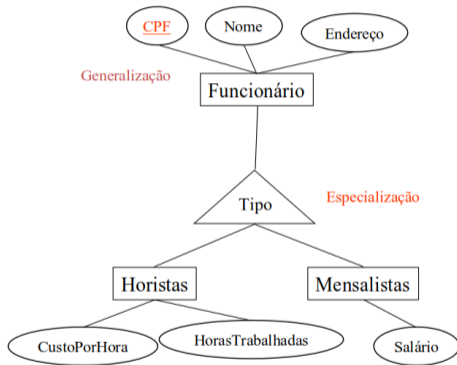 CPF
Nome
Endereço
Generalização
Funcionário
Tipo
Especialização
Horistas
Mensalistas
CustoPorHora
HorasTrabalhadas
Salário